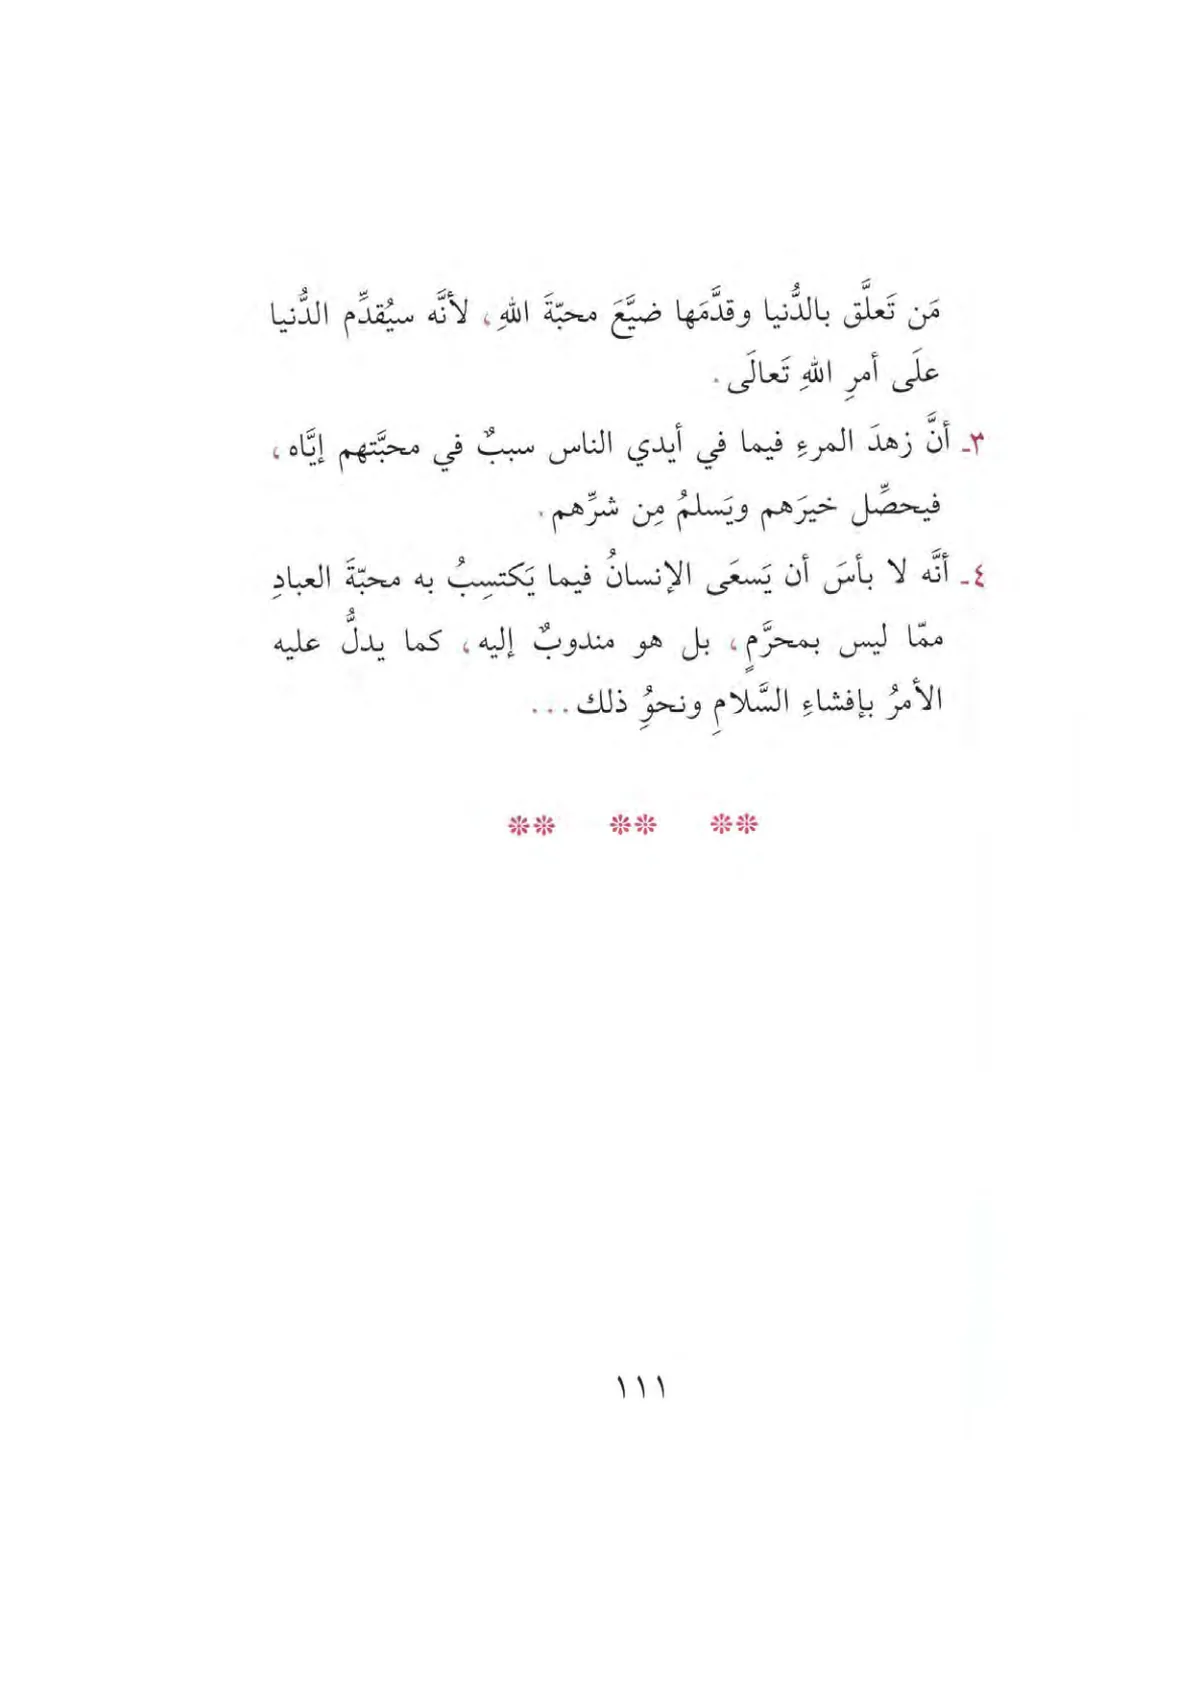 مَن تَعلَّق بالدُّنيا وقدَّمَها ضيَّعَ محبّةَ اللهِ، لأنَّه سيُقدِّم الدُّنيا
علَى أمرِ اللهِ تَعالَى.
٣ـ أنَّ زهدَ المرءِ فيما في أيدي الناس سببٌ في محبَّتهم إيَّاه،
فيحصِّل خيرَهم ويَسلمُ مِن شرِّهم.
٤ـ أنَّه لا بأسَ أن يَسعَى الإنسانُ فيما يَكتسِبُ به محبّةَ العبادِ
ممّا ليس بمحرَّمٍ، بل هو مندوبٌ إليه، كما يدلُّ عليه
الأمرُ بإفشاءِ السَّلامِ ونحوُِ ذلك...
** ** **
١١١